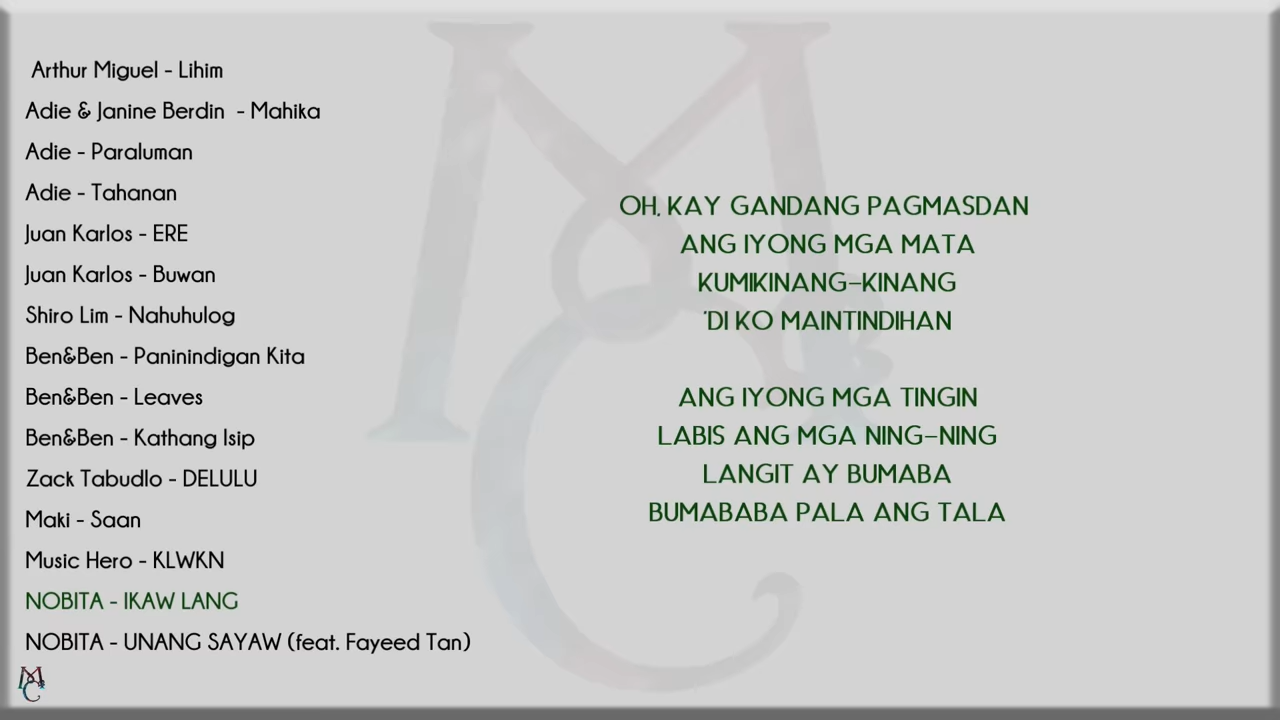 Arthur Miguel - Lihim
Adie & Janine Berdin - Mahika
Adie - Paraluman
Adie - Tahanan
Juan Karlos - ERE
Juan Karlos - Buwan
Shiro Lim - Nahuhulog
Ben&Ben - Paninindigan Kita
Ben&Ben - Leaves
Ben&Ben - Kathang Isip
Zack Tabudlo - DELULU
Maki - Saan
Music Hero - KLWKN
NOBITA - IKAW LANG
NOBITA - UNANG SAYAW (feat. Fayeed Tan)
OH, KAY GANDANG PAGMASDAN
ANG IYONG MGA MATA
KUMIKINANG-KINANG
'DI KO MAINTINDIHAN
ANG IYONG MGA TINGIN
LABIS ANG MGA NING-NING
LANGIT AY BUMABA
BUMABABA PALA ANG TALA
MC